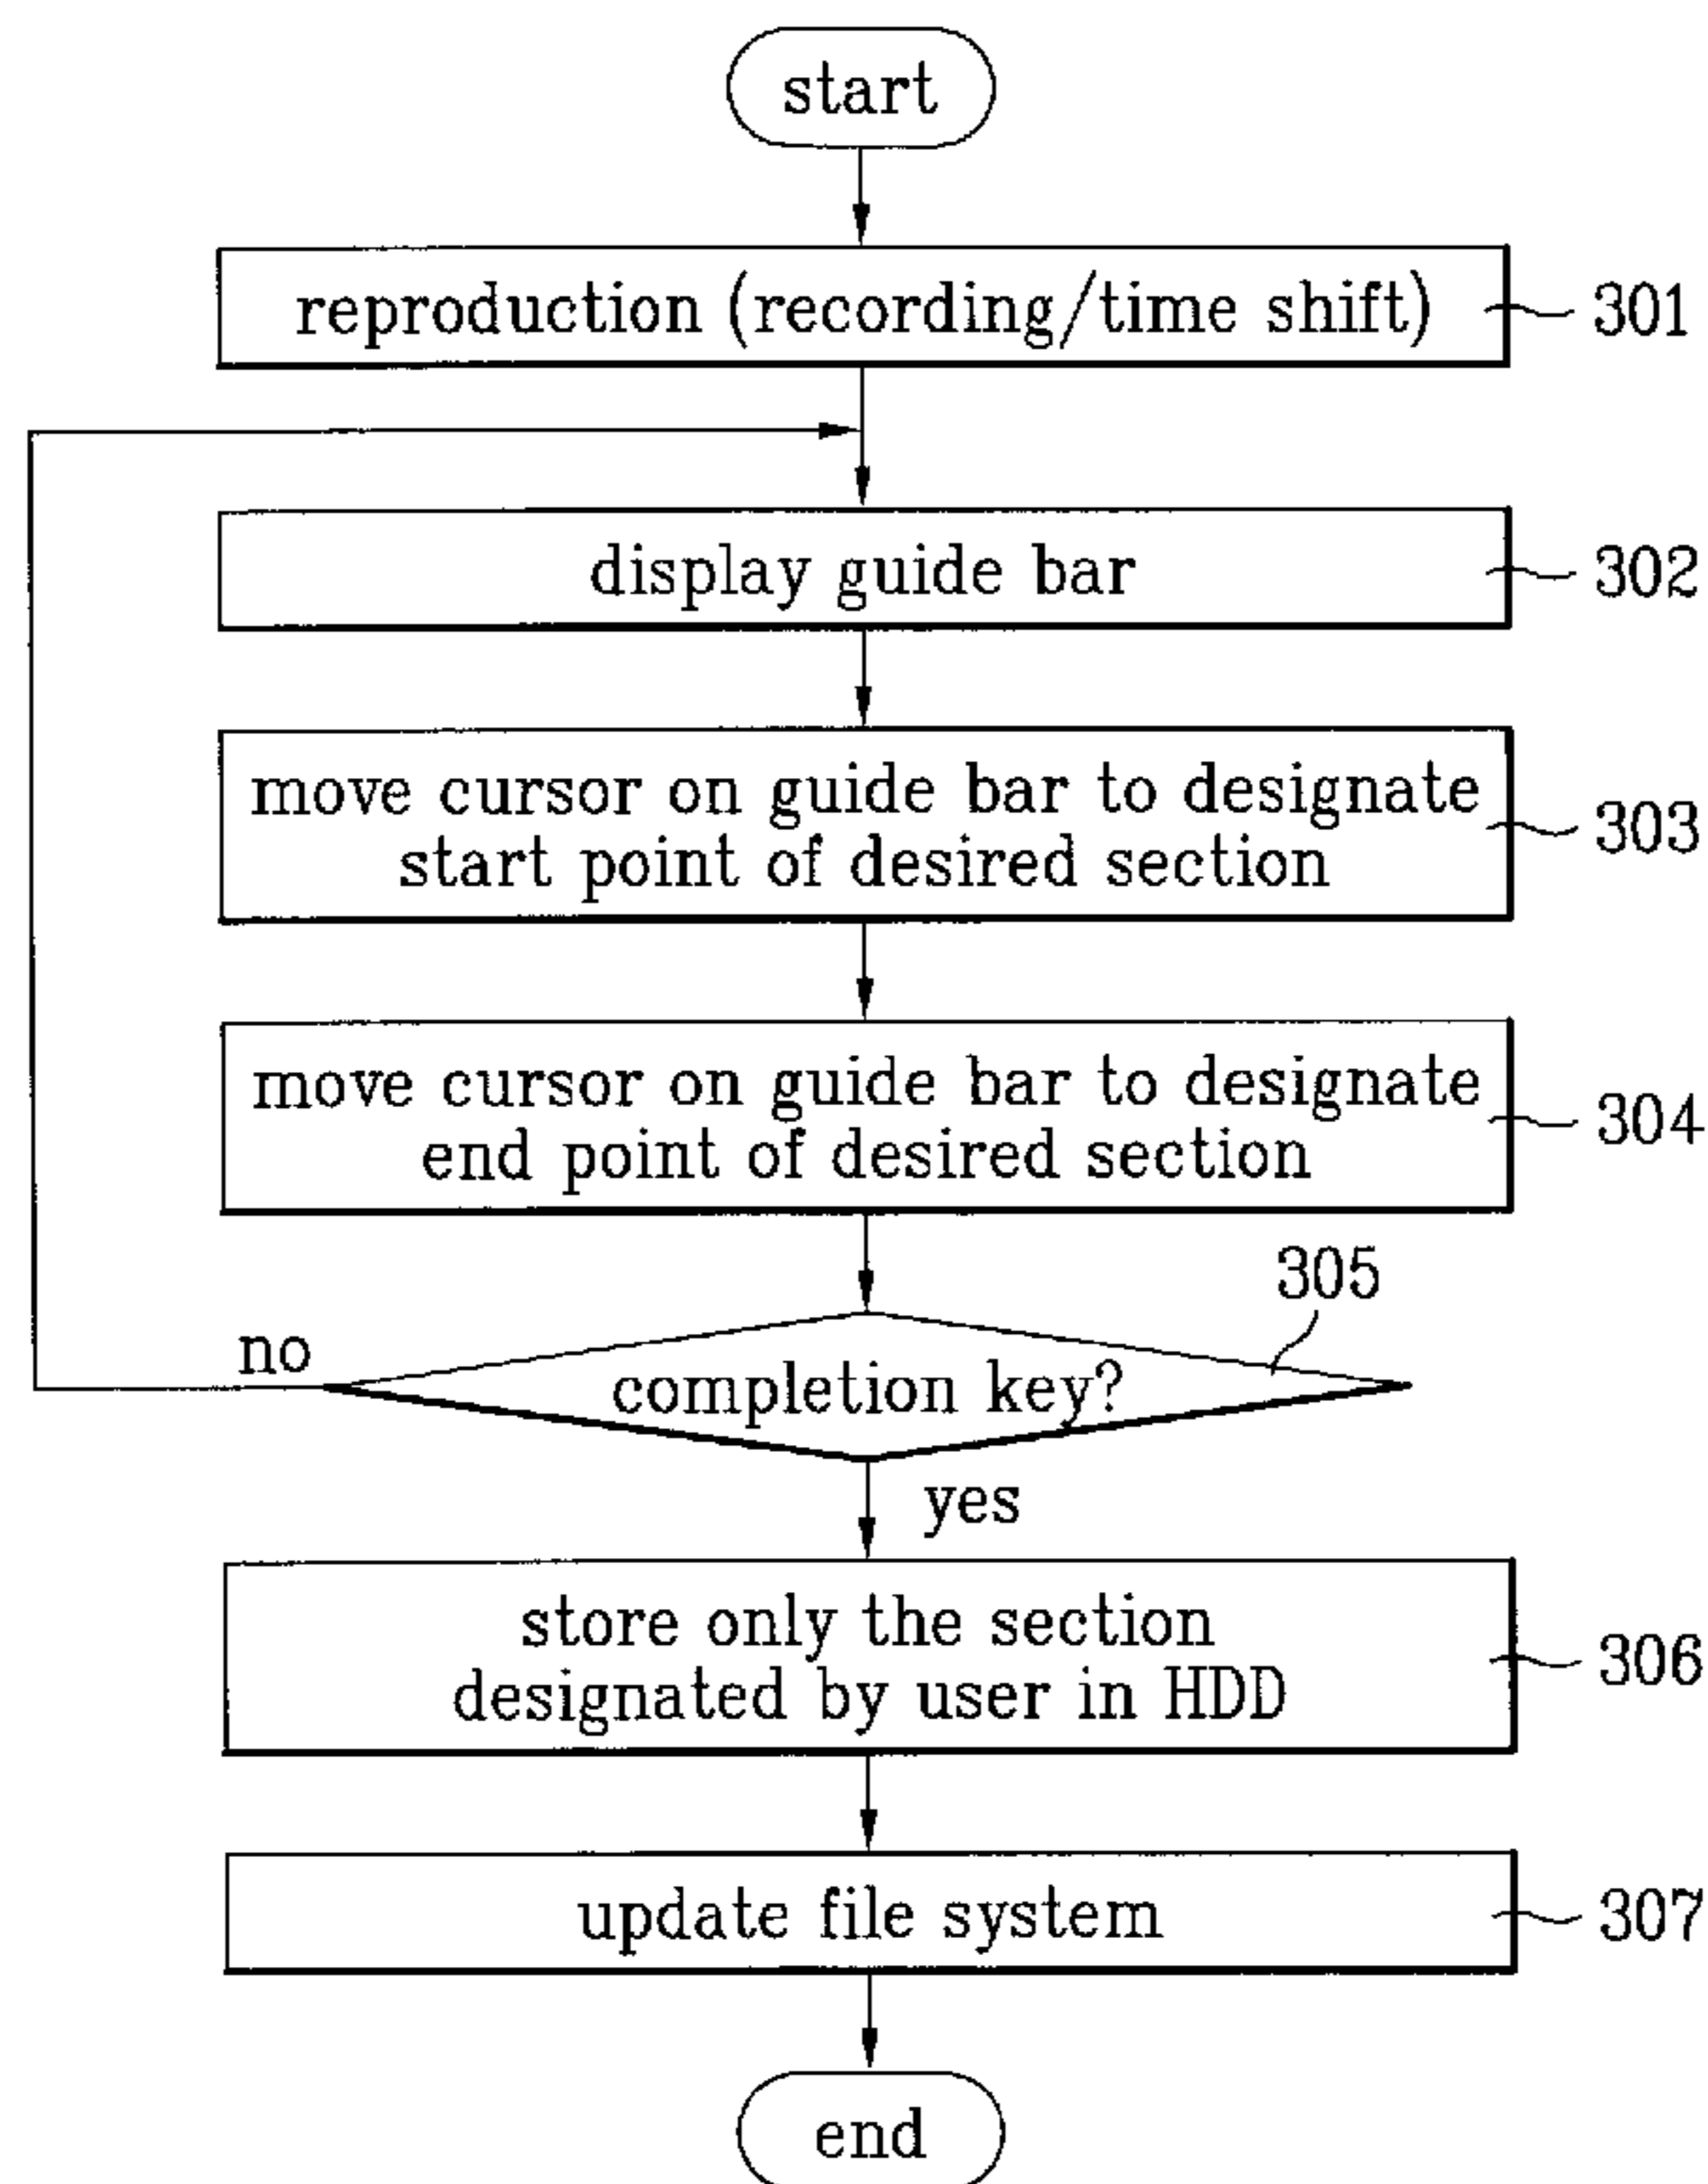 start
reproduction (recording/time shift)
301
display guide bar
302
move cursor on guide bar to designate
start point of desired section
303
move cursor on guide bar to designate
end point of desired section
304
305
no
completion key?
yes
store only the section
designated by user in HDD
306
update file system
307
end